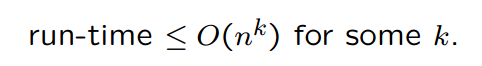 run-time ≤ O(n^k) for some k.